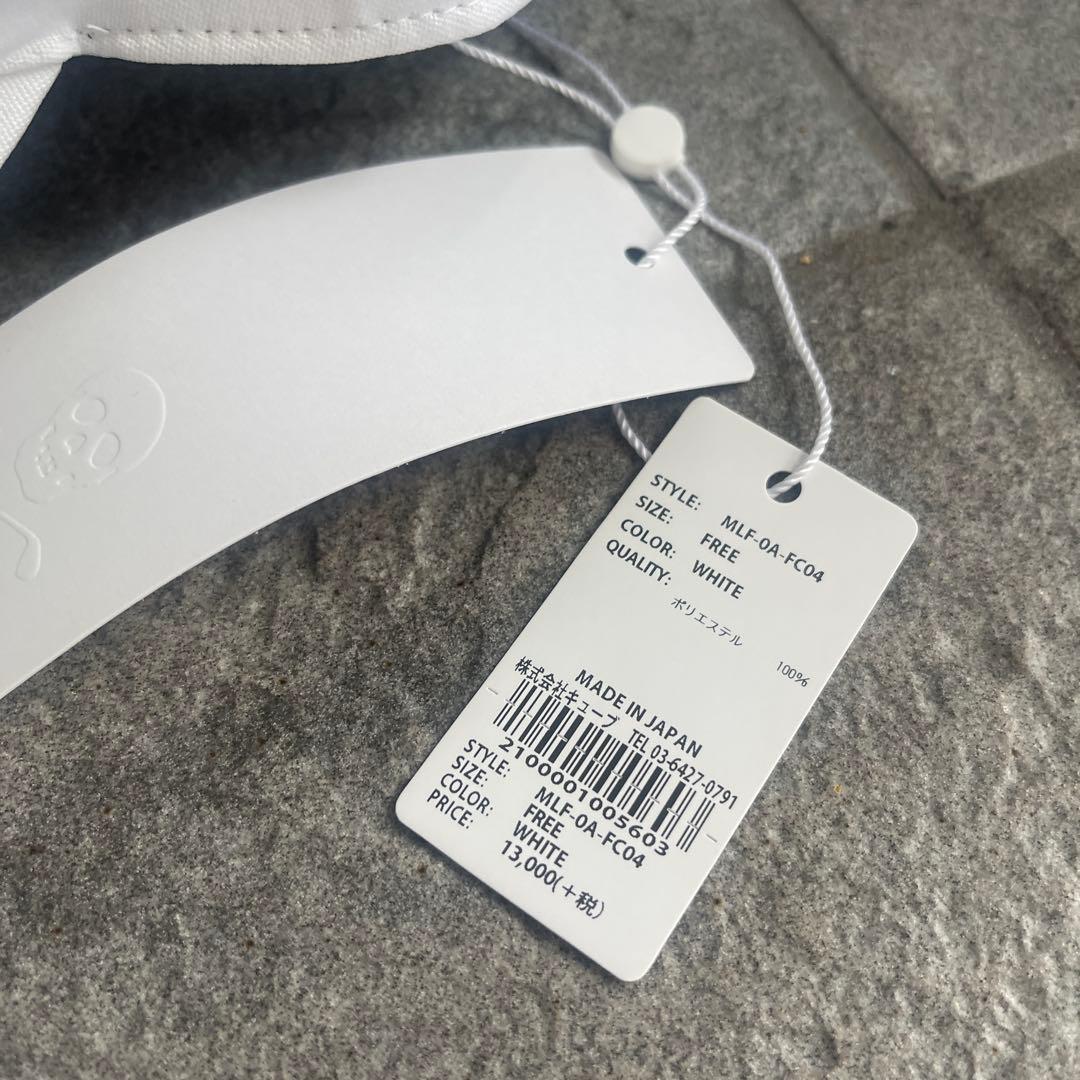 STYLE: MLF-0A-FC04
SIZE: FREE
COLOR: WHITE
QUALITY:
ポリエステル 100%
MADE IN JAPAN
株式会社キューブ TEL 03-6427-0791
2100001005603
STYLE: MLF-0A-FC04
SIZE: FREE
COLOR: WHITE
PRICE: 13,000(+税)